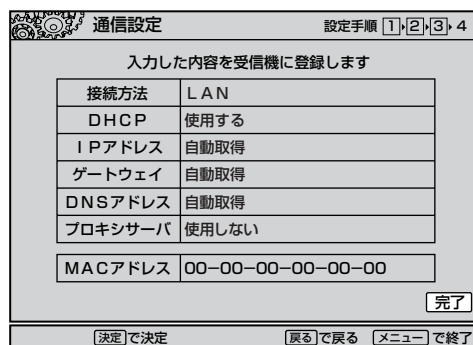 通信設定 設定手順 1 2 3 4
入力した内容を受信機に登録します
接続方法 LAN
DHCP 使用する
IPアドレス 自動取得
ゲートウェイ 自動取得
DNSアドレス 自動取得
プロキシサーバ 使用しない
MACアドレス 00-00-00-00-00-00
完了
決定で決定 戻るで戻る メニューで終了